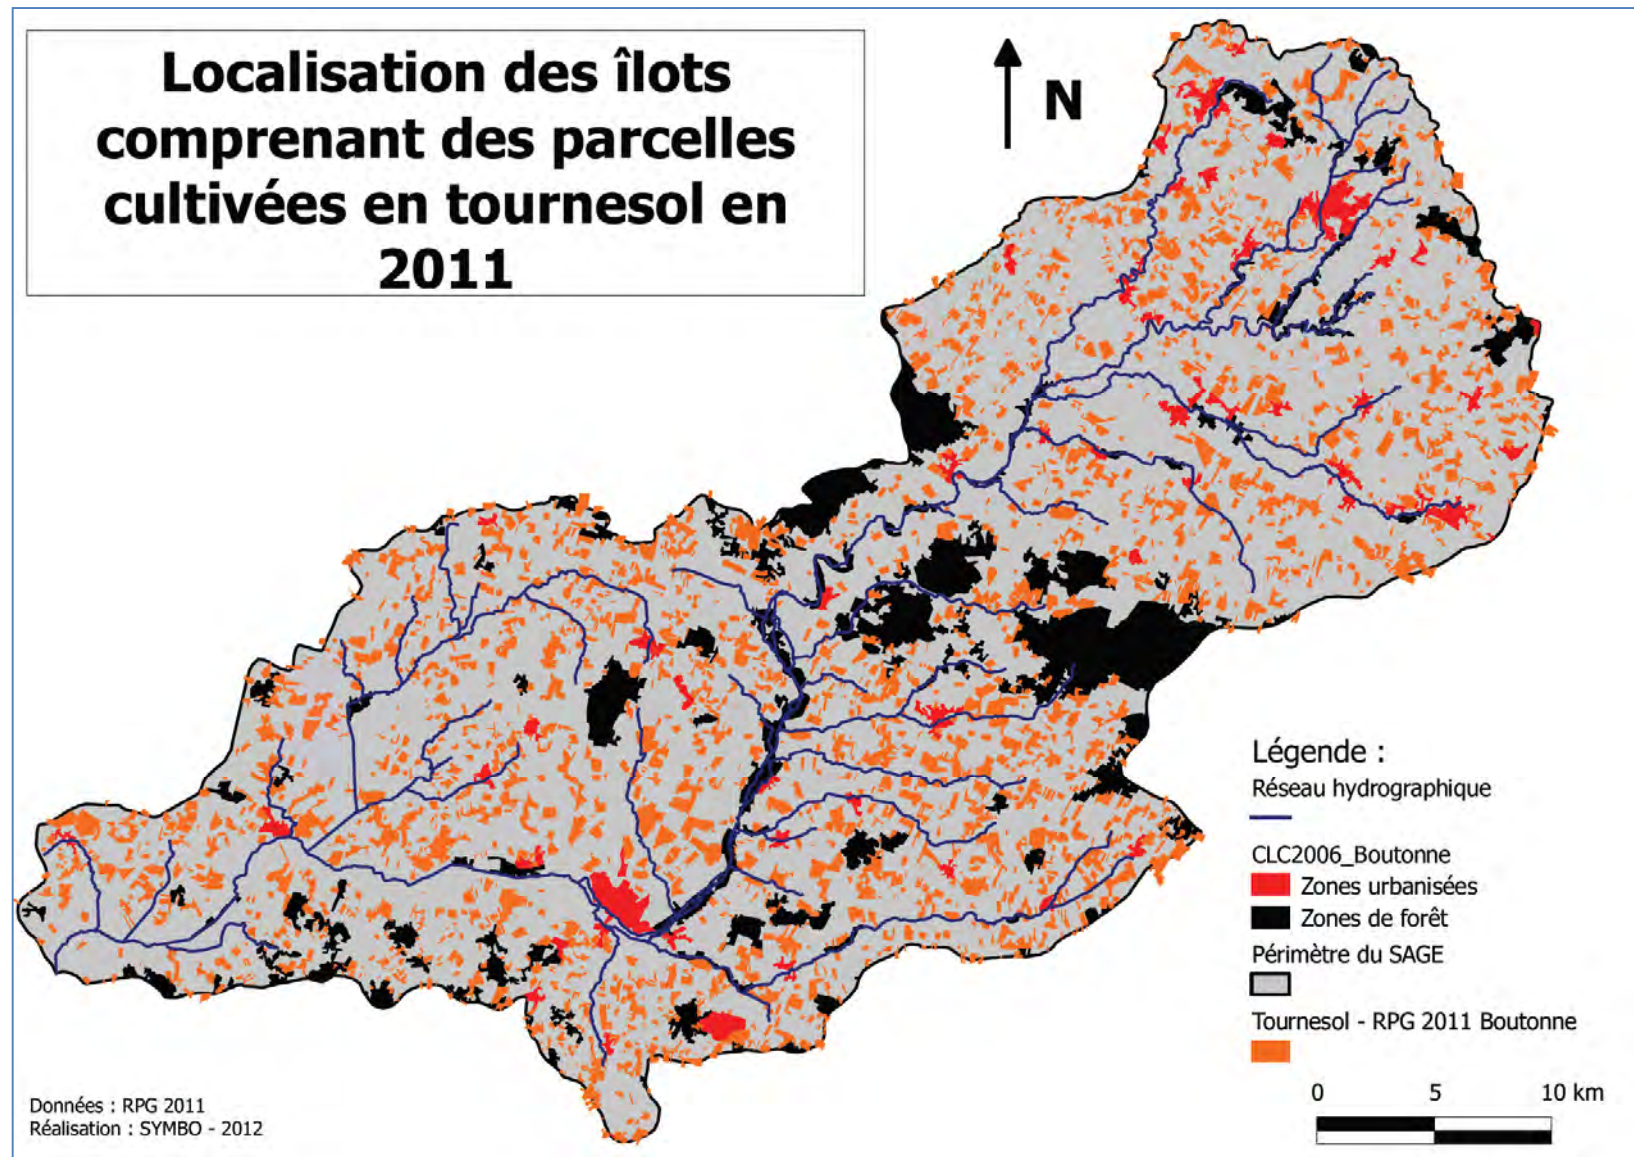 Localisation des îlots
comprenant des parcelles
cultivées en tournesol en
2011
N
Légende :
Réseau hydrographique
CLC2006_Boutonne
Zones urbanisées
Zones de forêt
Périmètre du SAGE
Tournesol - RPG 2011 Boutonne
0 5 10 km
Données : RPG 2011
Réalisation : SYMBO - 2012